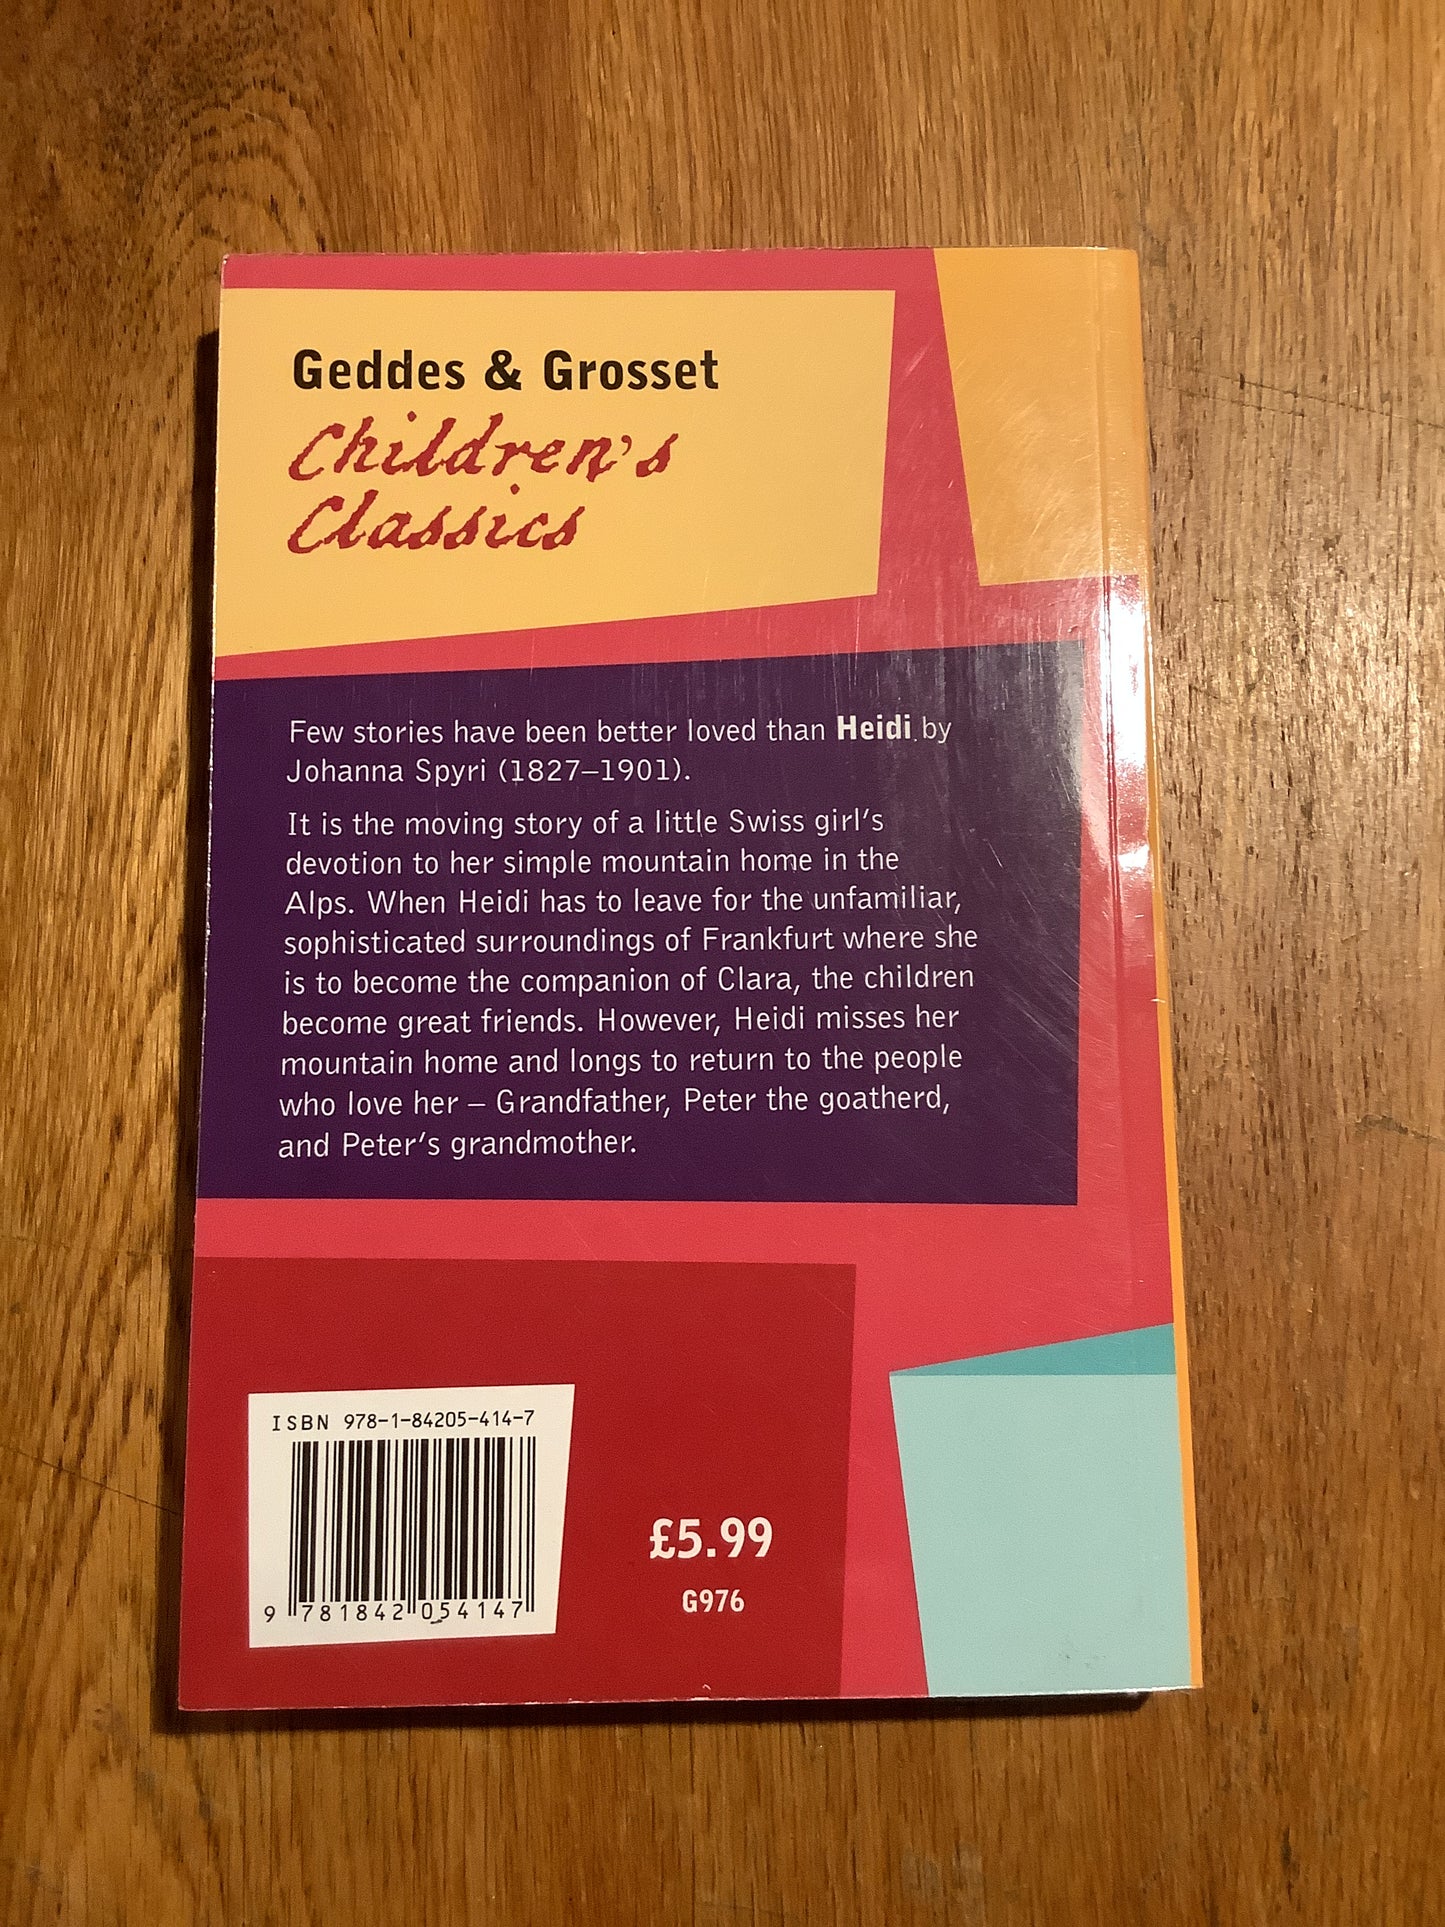 Geddes & Grosset
Children's
Classics
Few stories have been better loved than Heidi by
Johanna Spyri (1827–1901).
It is the moving story of a little Swiss girl's
devotion to her simple mountain home in the
Alps. When Heidi has to leave for the unfamiliar,
sophisticated surroundings of Frankfurt where she
is to become the companion of Clara, the children
become great friends. However, Heidi misses her
mountain home and longs to return to the people
who love her – Grandfather, Peter the goatherd,
and Peter's grandmother.
ISBN 978-1-84205-414-7
9 781842 054147
£5.99
G976